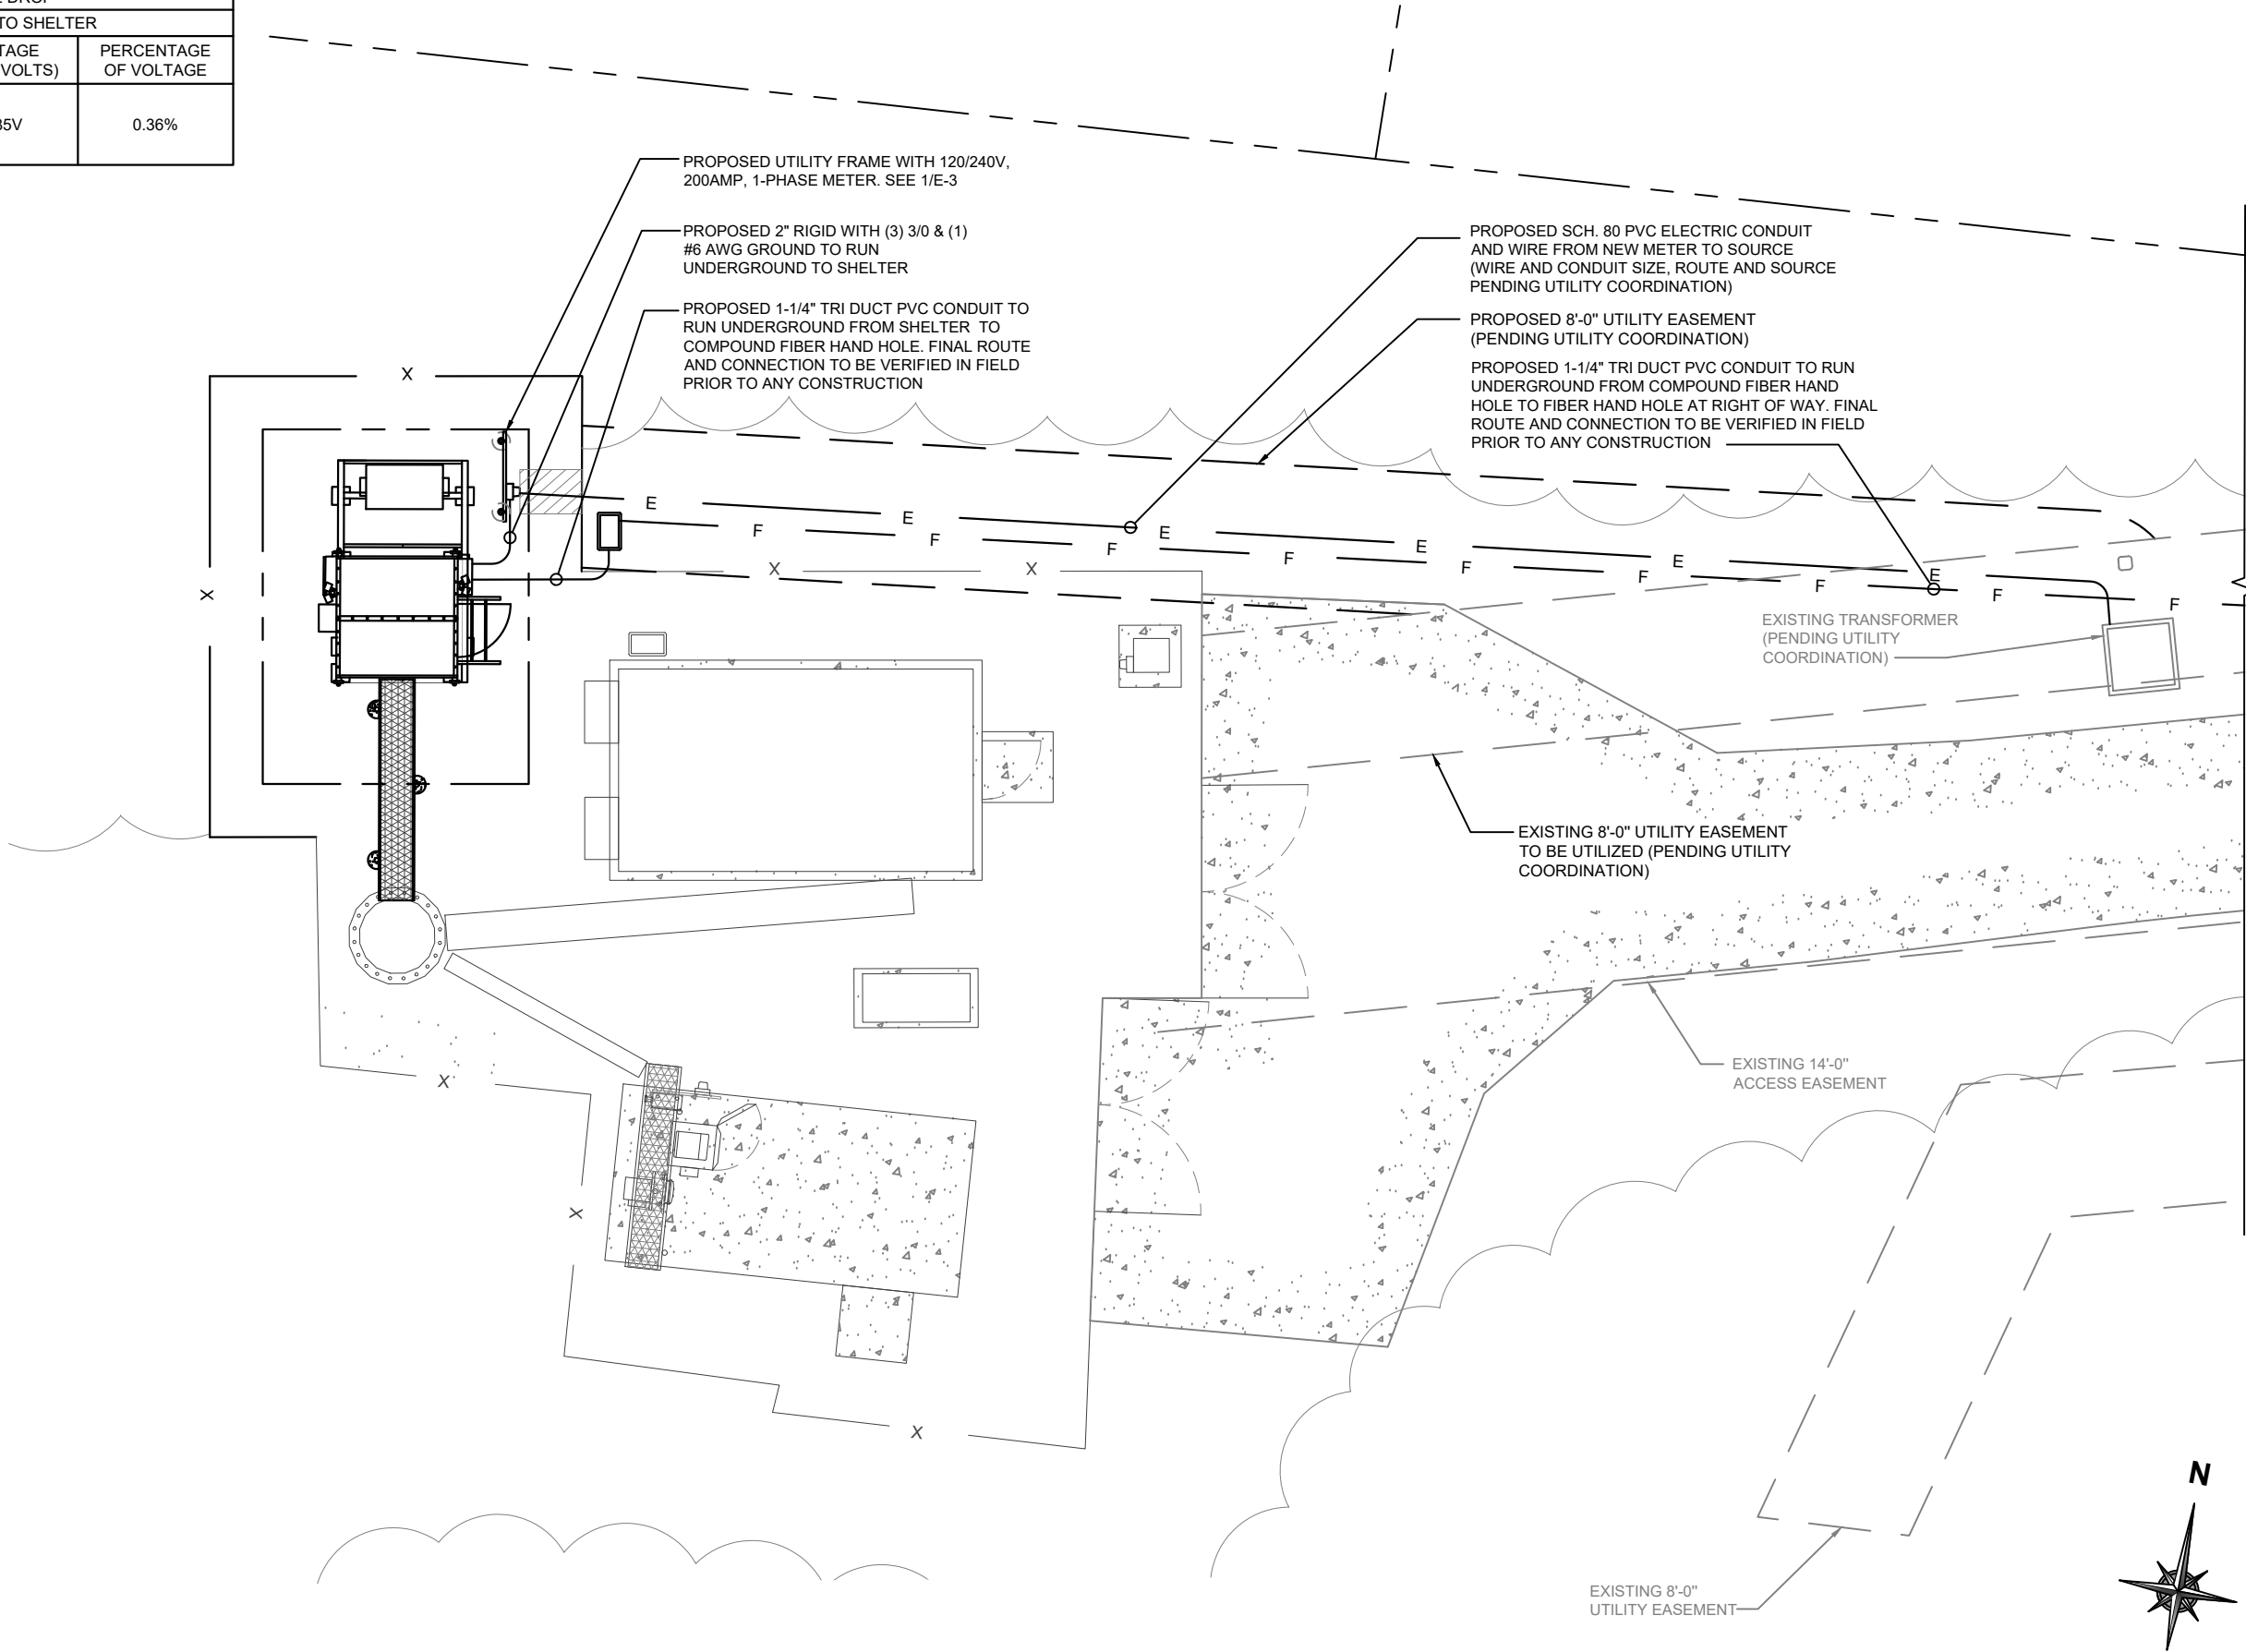 TO SHELTER
PERCENTAGE
OF VOLTAGE
VOLTS)
0.36%
PROPOSED UTILITY FRAME WITH 120/240V,
200AMP, 1-PHASE METER. SEE 1/E-3
PROPOSED 2" RIGID WITH (3) 3/0 & (1)
#6 AWG GROUND TO RUN
UNDERGROUND TO SHELTER
PROPOSED 1-1/4" TRI DUCT PVC CONDUIT TO
RUN UNDERGROUND FROM SHELTER TO
COMPOUND FIBER HAND HOLE. FINAL ROUTE
AND CONNECTION TO BE VERIFIED IN FIELD
PRIOR TO ANY CONSTRUCTION
PROPOSED SCH. 80 PVC ELECTRIC CONDUIT
AND WIRE FROM NEW METER TO SOURCE
(WIRE AND CONDUIT SIZE, ROUTE AND SOURCE
PENDING UTILITY COORDINATION)
PROPOSED 8'-0" UTILITY EASEMENT
(PENDING UTILITY COORDINATION)
PROPOSED 1-1/4" TRI DUCT PVC CONDUIT TO RUN
UNDERGROUND FROM COMPOUND FIBER HAND
HOLE TO FIBER HAND HOLE AT RIGHT OF WAY. FINAL
ROUTE AND CONNECTION TO BE VERIFIED IN FIELD
PRIOR TO ANY CONSTRUCTION
X
X
E E E E E E
F F F F F F F F F
X X
EXISTING TRANSFORMER
(PENDING UTILITY
COORDINATION)
EXISTING 8'-0" UTILITY EASEMENT
TO BE UTILIZED (PENDING UTILITY
COORDINATION)
EXISTING 14'-0"
ACCESS EASEMENT
X
X
X
N
EXISTING 8'-0"
UTILITY EASEMENT